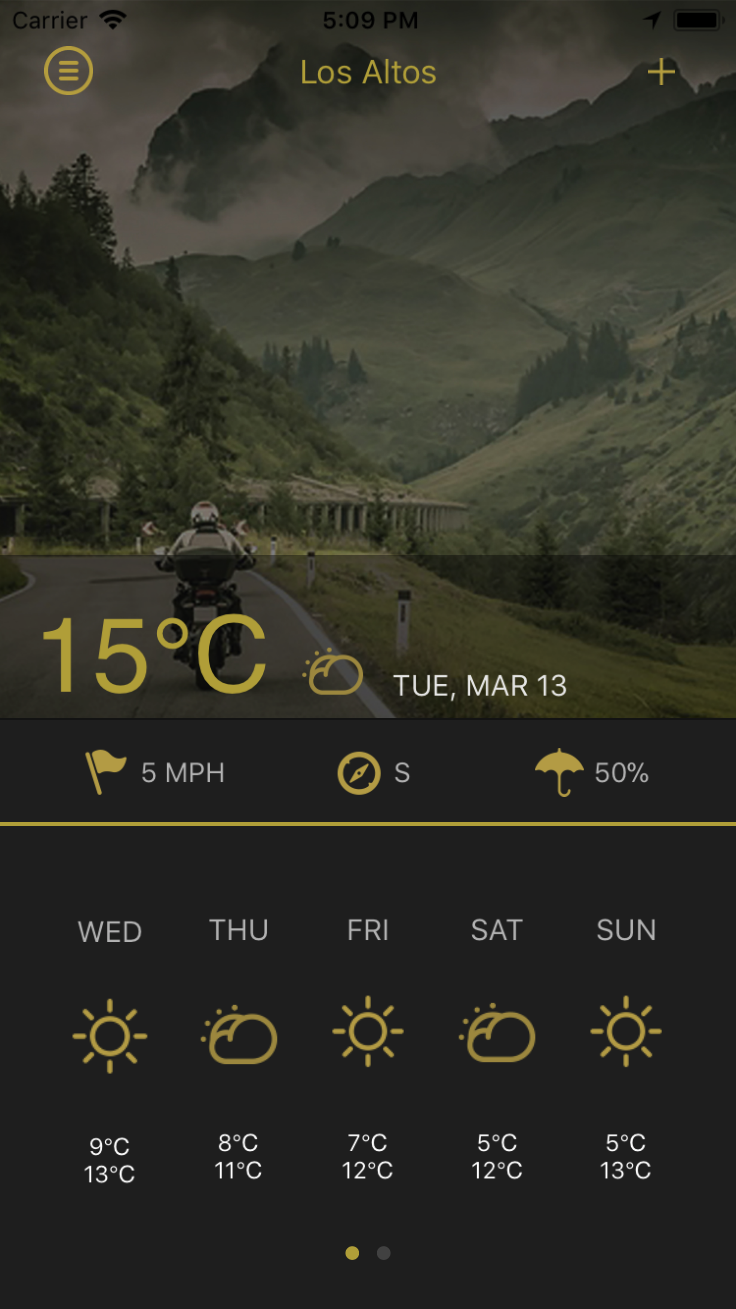 Carrier 5:09 PM
Los Altos
15°C TUE, MAR 13
5 MPH S 50%
WED THU FRI SAT SUN
9°C 8°C 7°C 5°C 5°C
13°C 11°C 12°C 12°C 13°C